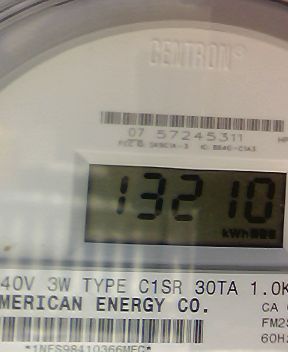 CENTRON®
07 57245311
13210
kWh
40V 3W TYPE C1SR 30TA 1.0K
MERICAN ENERGY CO. CA
FM2S
60H
*1NES98410366MEC*